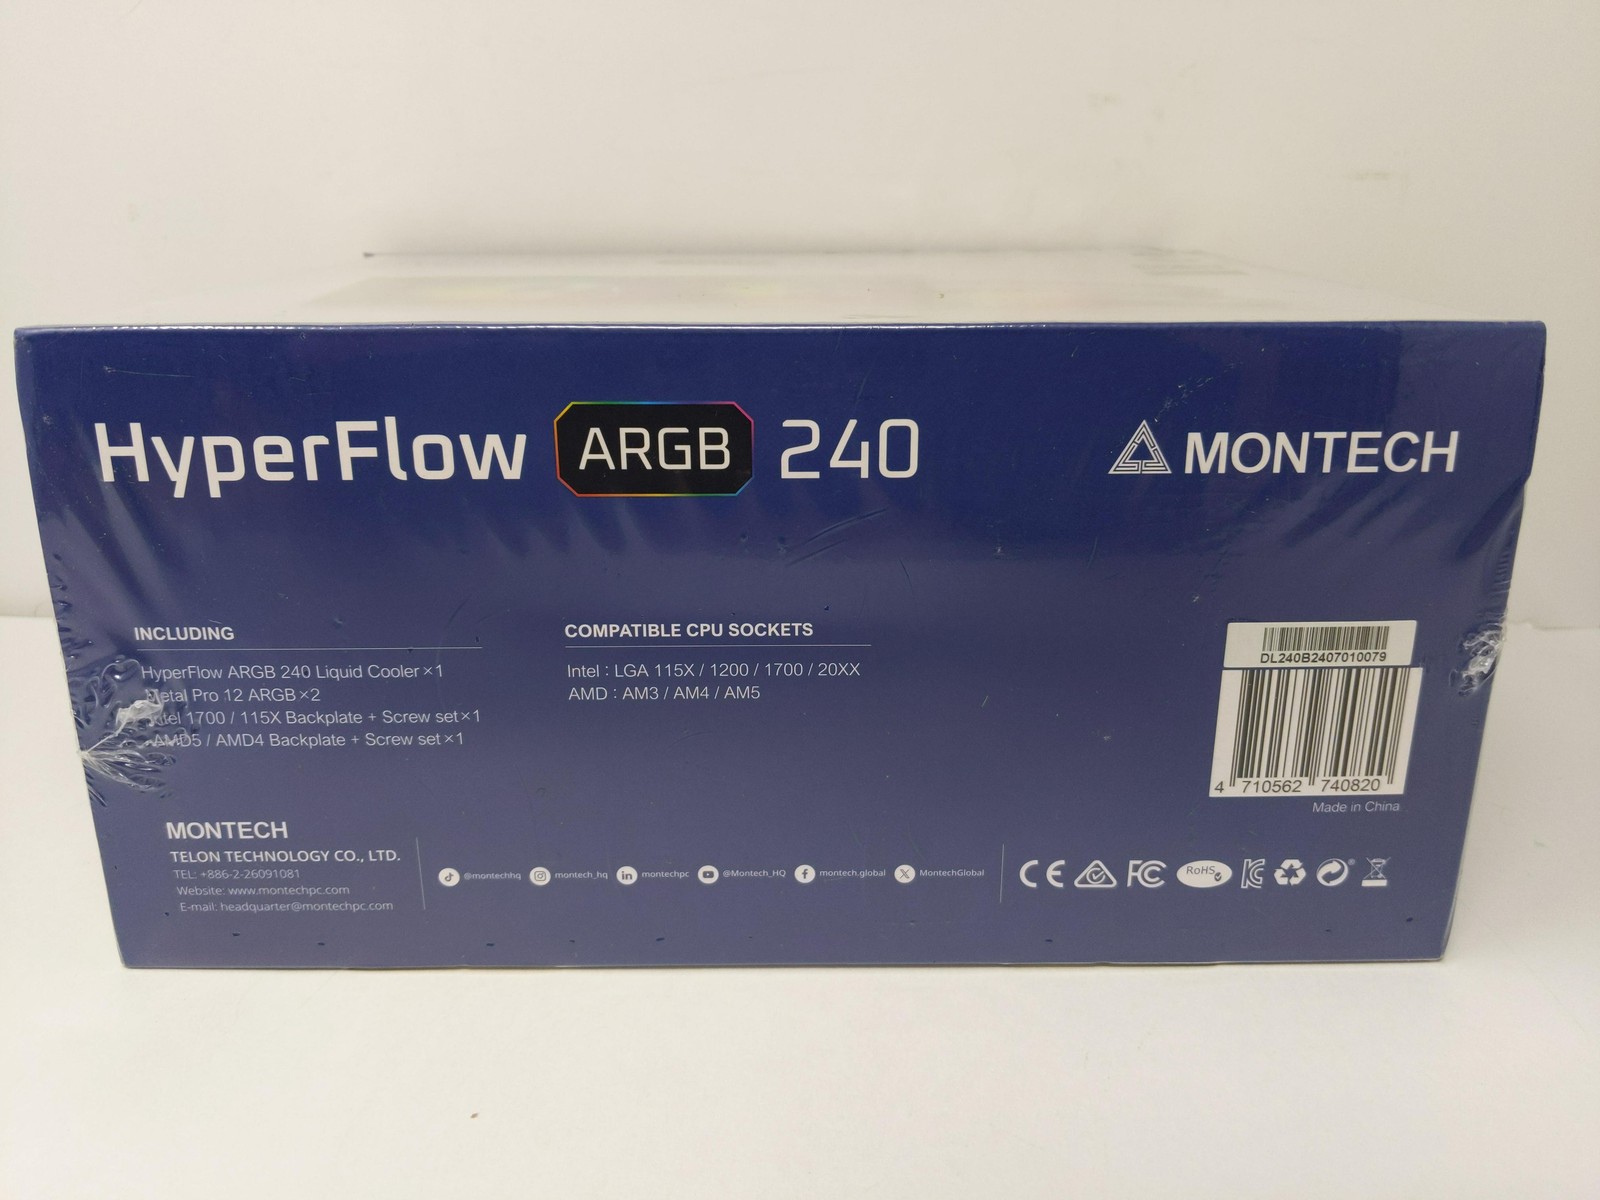 HyperFlow ARGB 240
MONTECH
INCLUDING
HyperFlow ARGB 240 Liquid Cooler×1
Metal Pro 12 ARGB×2
Intel 1700 / 115X Backplate + Screw set×1
AMD5 / AMD4 Backplate + Screw set×1
COMPATIBLE CPU SOCKETS
Intel : LGA 115X / 1200 / 1700 / 20XX
AMD : AM3 / AM4 / AM5
DL240B2407010079
4 710562 740820
Made in China
MONTECH
TELON TECHNOLOGY CO., LTD.
TEL: +886-2-26091081
Website: www.montechpc.com
E-mail: headquarter@montechpc.com
@montechhq
montech_hq
montechpc
@Montech_HQ
montech.global
MontechGlobal
CE FC RoHS